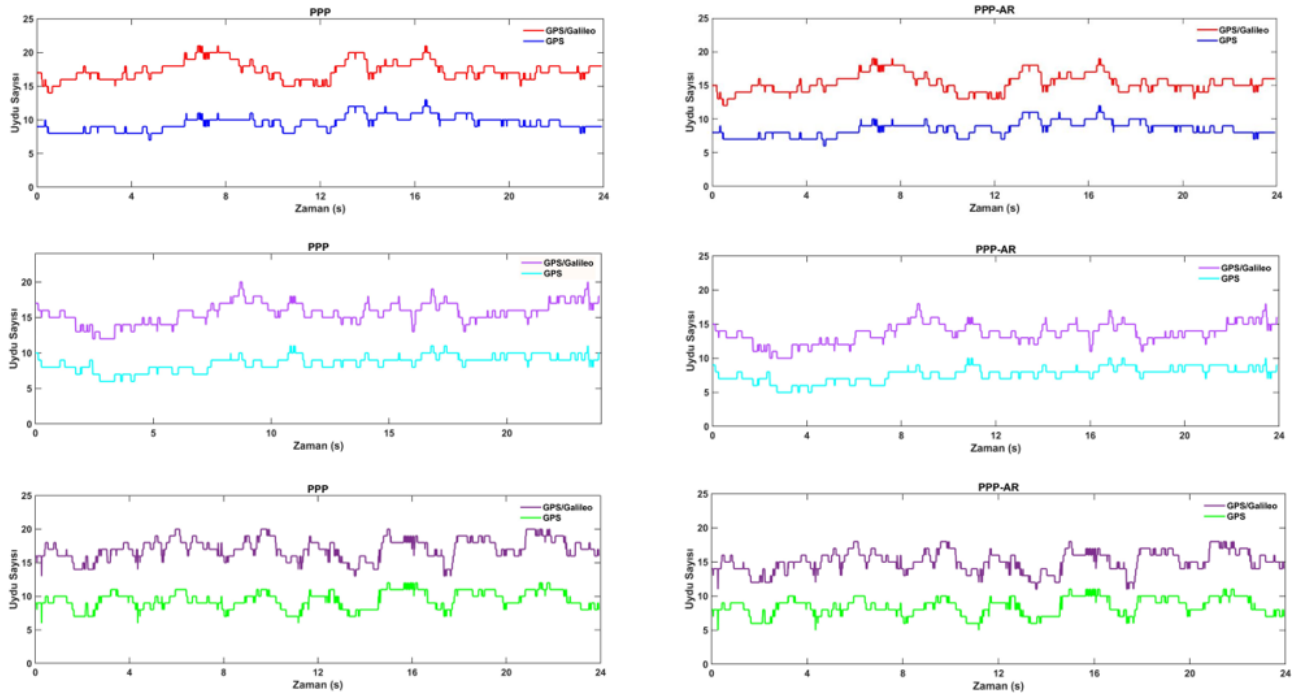 PPP
25
20
15
10
5
0
Uydu Sayısı
GPS/Galileo
GPS
0 4 8 12 16 20 24
Zaman (s)
PPP-AR
25
20
15
10
5
0
Uydu Sayısı
GPS/Galileo
GPS
0 4 8 12 16 20 24
Zaman (s)
PPP
20
15
10
5
0
Uydu Sayısı
GPS/Galileo
GPS
0 5 10 15 20
Zaman (s)
PPP-AR
25
20
15
10
5
0
Uydu Sayısı
GPS/Galileo
GPS
0 4 8 12 16 20 24
Zaman (s)
PPP
25
20
15
10
5
0
Uydu Sayısı
GPS/Galileo
GPS
0 4 8 12 16 20 24
Zaman (s)
PPP-AR
25
20
15
10
5
0
Uydu Sayısı
GPS/Galileo
GPS
0 4 8 12 16 20 24
Zaman (s)